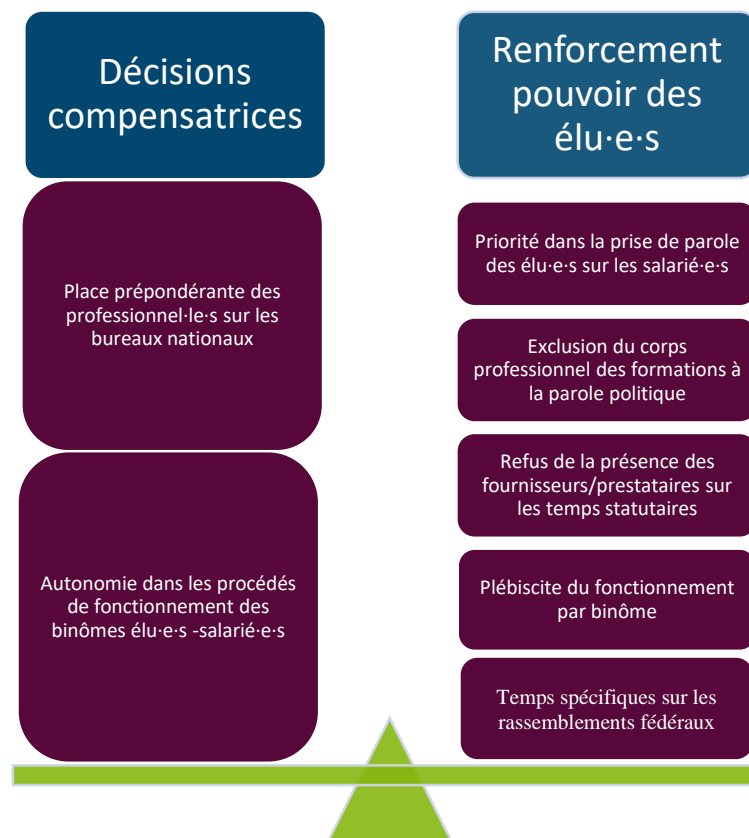 Décisions
compensatrices
Place prépondérante des
professionnel·le·s sur les
bureaux nationaux
Autonomie dans les procédés
de fonctionnement des
binômes élu·e·s -salarié·e·s
Renforcement
pouvoir des
élu·e·s
Priorité dans la prise de parole
des élu·e·s sur les salarié·e·s
Exclusion du corps
professionnel des formations à
la parole politique
Refus de la présence des
fournisseurs/prestataires sur
les temps statutaires
Plébiscite du fonctionnement
par binôme
Temps spécifiques sur les
rassemblements fédéraux